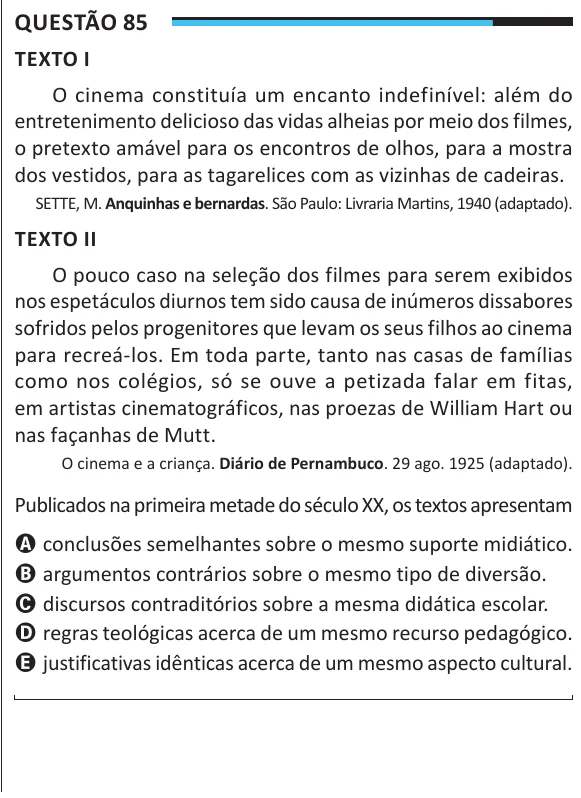 QUESTÃO 85
TEXTO I
O cinema constituía um encanto indefinível: além do
entretenimento delicioso das vidas alheias por meio dos filmes,
o pretexto amável para os encontros de olhos, para a mostra
dos vestidos, para as tagarelices com as vizinhas de cadeiras.
SETTE, M. Anquinhas e bernardas. São Paulo: Livraria Martins, 1940 (adaptado).
TEXTO II
O pouco caso na seleção dos filmes para serem exibidos
nos espetáculos diurnos tem sido causa de inúmeros dissabores
sofridos pelos progenitores que levam os seus filhos ao cinema
para recreá-los. Em toda parte, tanto nas casas de famílias
como nos colégios, só se ouve a petizada falar em fitas,
em artistas cinematográficos, nas proezas de William Hart ou
nas façanhas de Mutt.
O cinema e a criança. Diário de Pernambuco. 29 ago. 1925 (adaptado).
Publicados na primeira metade do século XX, os textos apresentam
A conclusões semelhantes sobre o mesmo suporte midiático.
B argumentos contrários sobre o mesmo tipo de diversão.
C discursos contraditórios sobre a mesma didática escolar.
D regras teológicas acerca de um mesmo recurso pedagógico.
E justificativas idênticas acerca de um mesmo aspecto cultural.